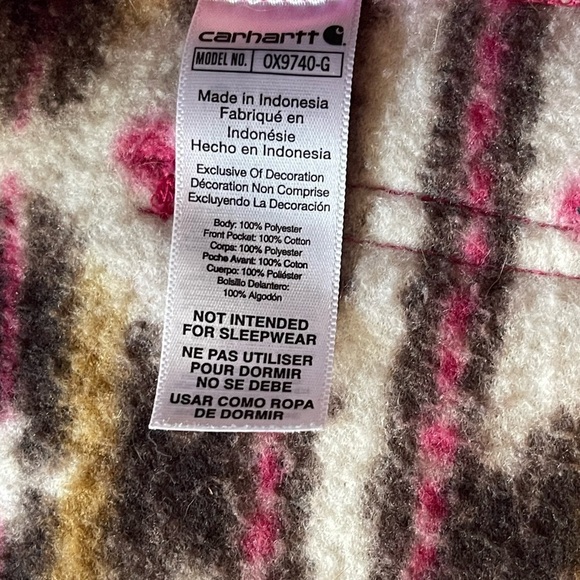 carhartt
MODEL NO. OX9740-G
Made in Indonesia
Fabriqué en
Indonésie
Hecho en Indonesia
Exclusive Of Decoration
Décoration Non Comprise
Excluyendo La Decoración
Body: 100% Polyester
Front Pocket: 100% Cotton
Corps: 100% Polyester
Poche Avant: 100% Coton
Cuerpo: 100% Poliéster
Bolsillo Delantero:
100% Algodón
NOT INTENDED
FOR SLEEPWEAR
NE PAS UTILISER
POUR DORMIR
NO SE DEBE
USAR COMO ROPA
DE DORMIR